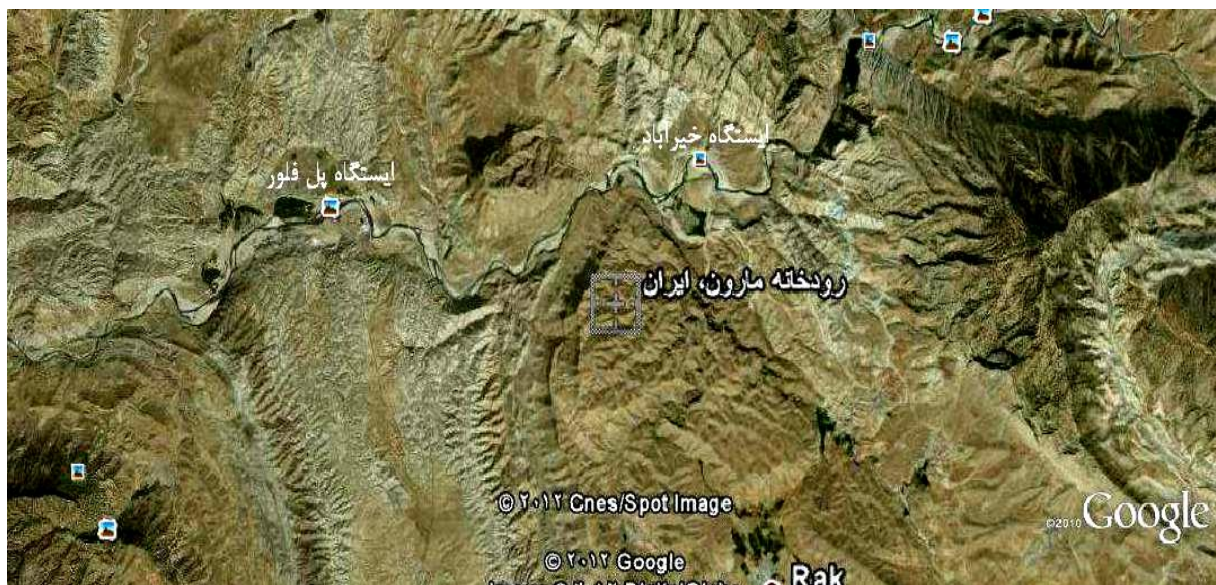 ایستگاه خیرآباد
ایستگاه پل فلور
رودخانه مارون، ایران
© ۲۰۱۲ Cnes/Spot Image
©2010 Google
© ۲۰۱۲ Google
Rak